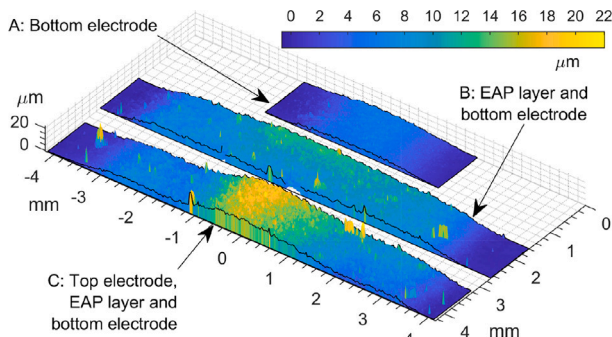 0 2 4 6 8 10 12 14 16 18 20 22
μm
A: Bottom electrode
B: EAP layer and
bottom electrode
μm
20
0
-4
-3
-2
-1
0
1
2
3
4
mm
0
1
2
3
4
mm
C: Top electrode,
EAP layer and
bottom electrode